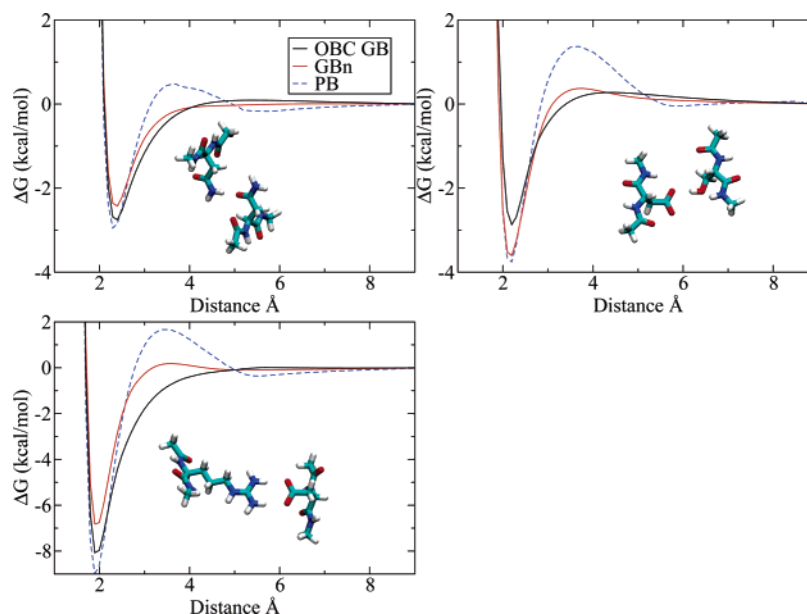 2
0
-2
-4
ΔG (kcal/mol)
2 4 6 8
Distance Å
OBC GB
GBn
PB
2
0
-2
-4
ΔG (kcal/mol)
2 4 6 8
Distance Å
2
0
-2
-4
-6
-8
ΔG (kcal/mol)
2 4 6 8
Distance Å